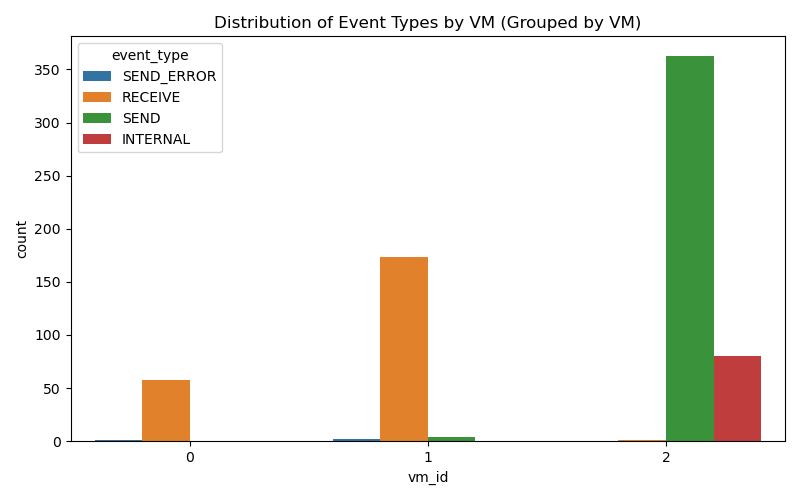 Distribution of Event Types by VM (Grouped by VM)
event_type
SEND_ERROR
RECEIVE
SEND
INTERNAL
count
350
300
250
200
150
100
50
0
0
1
2
vm_id